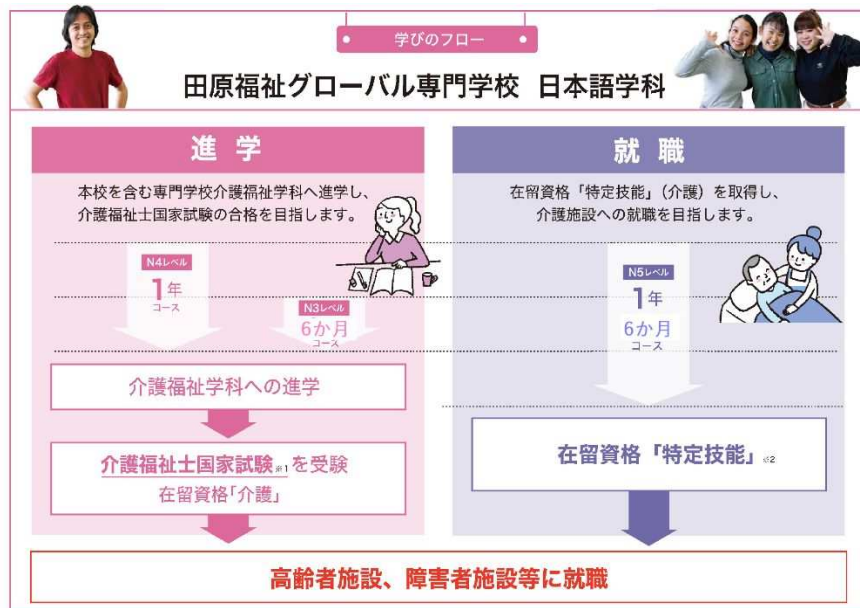 学びのフロー
田原福祉グローバル専門学校 日本語学科
進学
本校を含む専門学校介護福祉学科へ進学し、
介護福祉士国家試験の合格を目指します。
N4レベル
1年
コース
N3レベル
6か月
コース
介護福祉学科への進学
介護福祉士国家試験※1を受験
在留資格「介護」
就職
在留資格「特定技能」(介護)を取得し、
介護施設への就職を目指します。
N5レベル
1年
6か月
コース
在留資格「特定技能」※2
高齢者施設、障害者施設等に就職